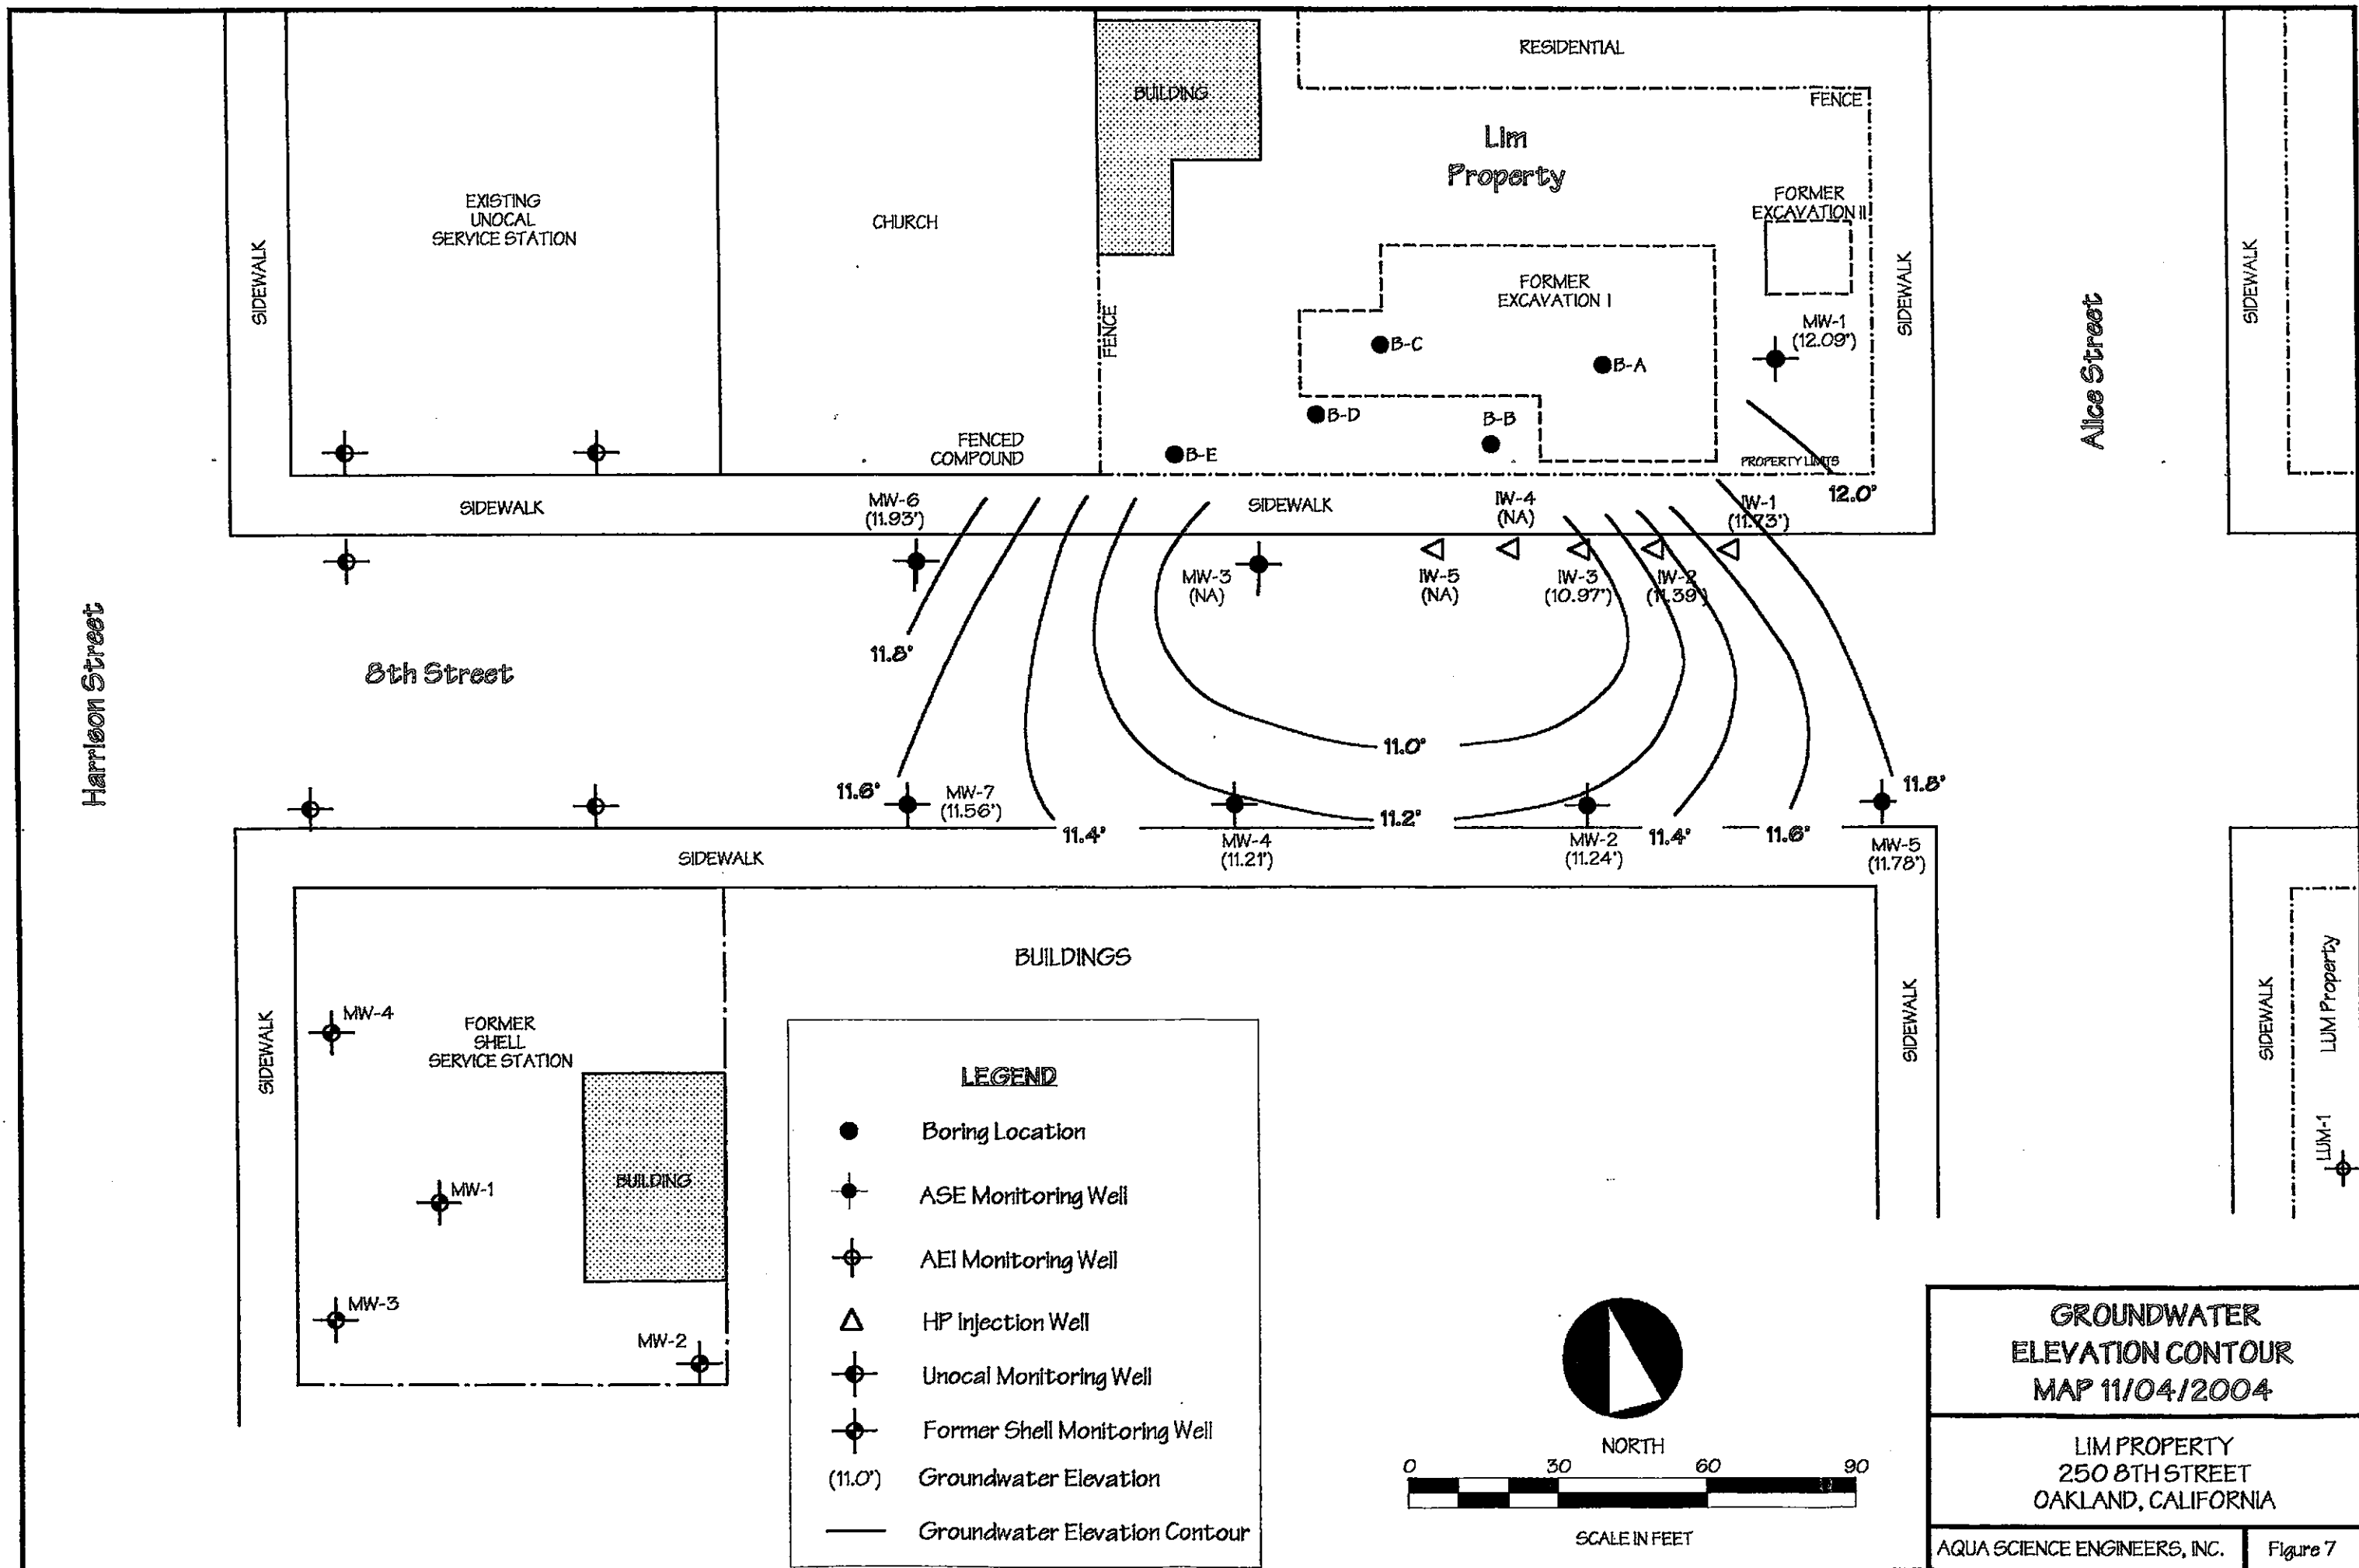 RESIDENTIAL
BUILDING
FENCE
Lim
Property
EXISTING
UNOCAL
SERVICE STATION
CHURCH
FORMER
EXCAVATION II
SIDEWALK
SIDEWALK
SIDEWALK
FORMER
EXCAVATION I
FENCE
MW-1
(12.09')
B-C
B-A
Alice Street
B-D
B-B
FENCED
COMPOUND
B-E
PROPERTY LIMITS
12.0'
SIDEWALK
MW-6
(11.93')
SIDEWALK
IW-4
(NA)
IW-1
(11.73')
MW-3
(NA)
IW-5
(NA)
IW-3
(10.97')
IW-2
(11.39')
Harrison Street
8th Street
11.8'
11.0'
11.6'
MW-7
(11.56')
11.8'
11.4'
11.2'
11.4'
11.6'
MW-4
(11.21')
MW-2
(11.24')
MW-5
(11.78')
SIDEWALK
BUILDINGS
SIDEWALK
MW-4
FORMER
SHELL
SERVICE STATION
BUILDING
MW-1
MW-3
MW-2
SIDEWALK
SIDEWALK
LUM Property
LUM-1
LEGEND
Boring Location
ASE Monitoring Well
AEI Monitoring Well
HP Injection Well
Unocal Monitoring Well
Former Shell Monitoring Well
(11.0') Groundwater Elevation
Groundwater Elevation Contour
NORTH
0 30 60 90
SCALE IN FEET
GROUNDWATER
ELEVATION CONTOUR
MAP 11/04/2004
LIM PROPERTY
250 8TH STREET
OAKLAND, CALIFORNIA
AQUA SCIENCE ENGINEERS, INC.
Figure 7